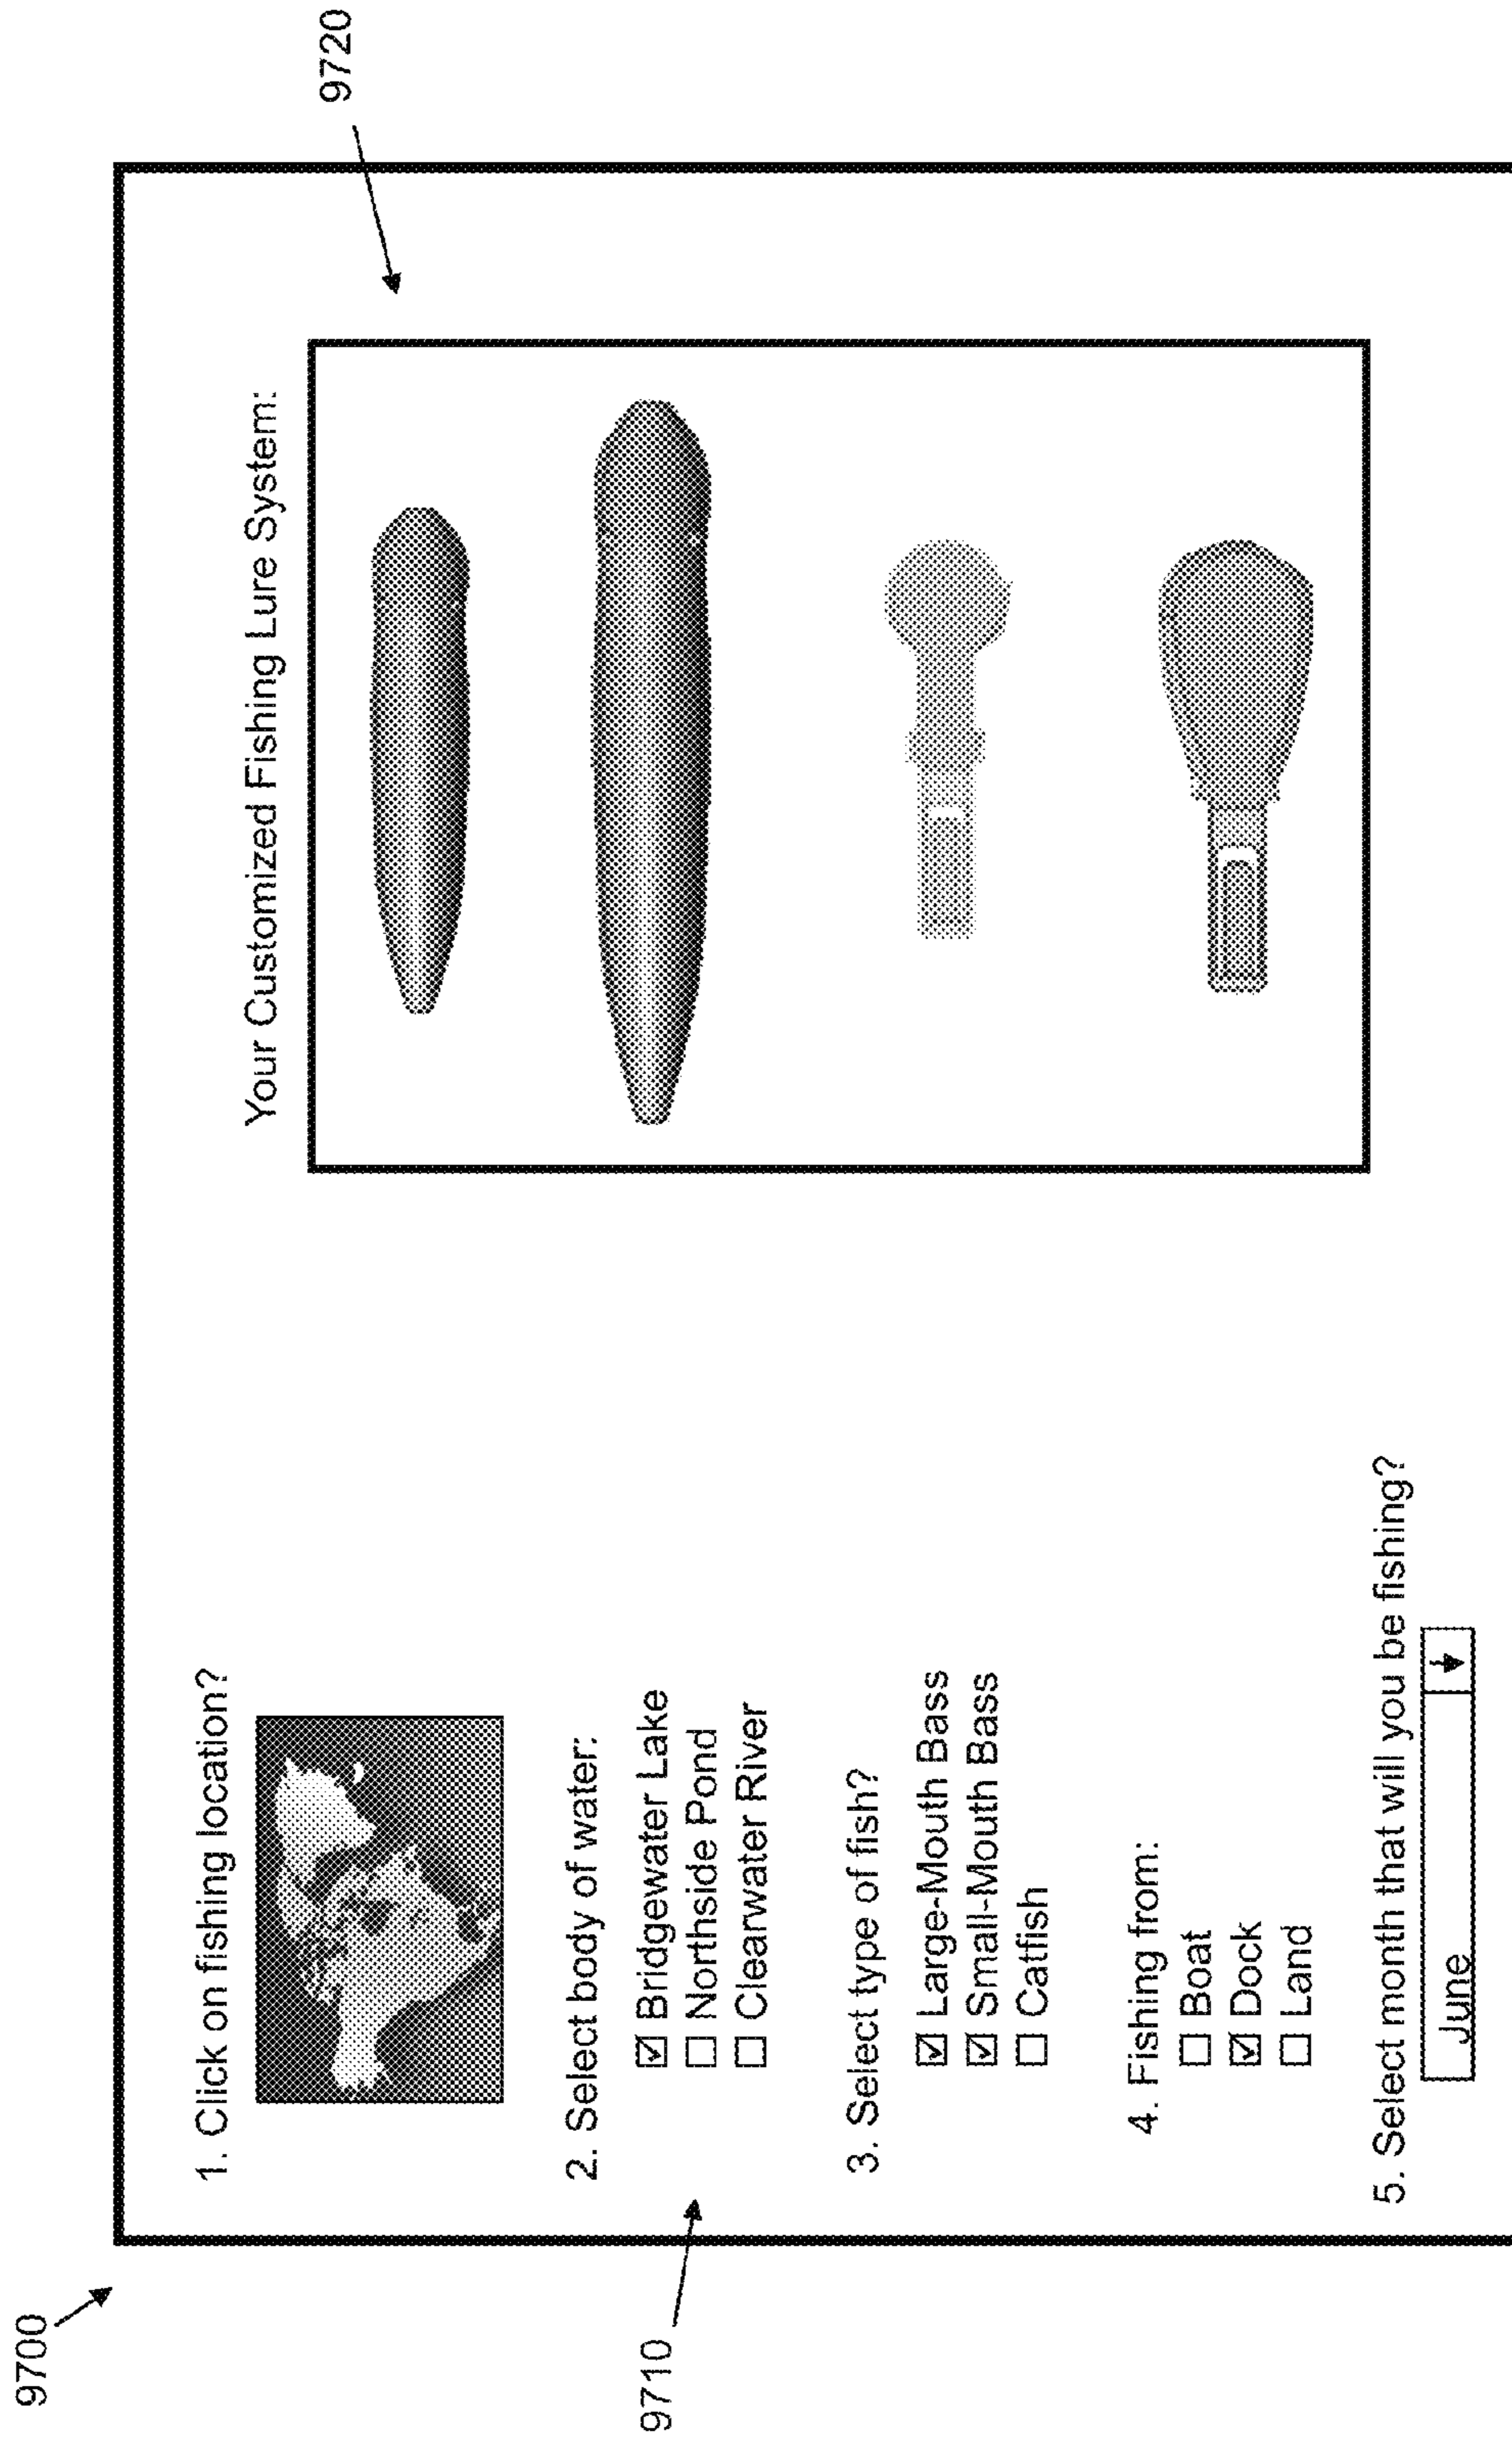 9700
9710
9720
1. Click on fishing location?
2. Select body of water:
☑ Bridgewater Lake
☐ Northside Pond
☐ Clearwater River
3. Select type of fish?
☑ Large-Mouth Bass
☑ Small-Mouth Bass
☐ Catfish
4. Fishing from:
☐ Boat
☑ Dock
☐ Land
5. Select month that will you be fishing?
June
Your Customized Fishing Lure System: